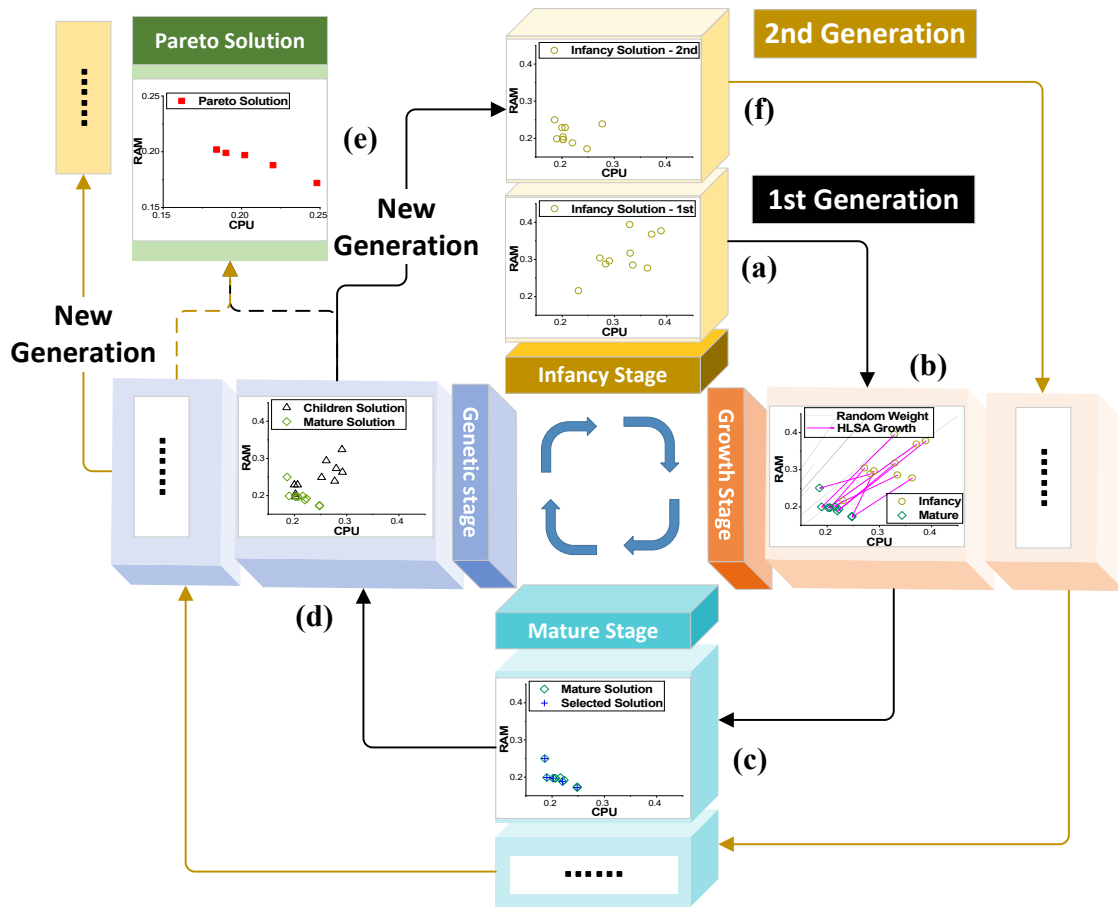 Pareto Solution
Pareto Solution
0.25
0.20
0.15
RAM
0.15
0.20
0.25
CPU
(e)
New
Generation
New
Generation
Infancy Solution - 2nd
0.4
0.3
0.2
RAM
0.2
0.3
0.4
CPU
2nd Generation
(f)
Infancy Solution - 1st
0.4
0.3
RAM
0.2
0.3
0.4
CPU
1st Generation
(a)
Infancy Stage
(b)
Random Weight
HLSA Growth
0.4
0.3
0.2
RAM
Infancy
Mature
0.2
0.3
0.4
CPU
Growth Stage
Genetic stage
Children Solution
Mature Solution
0.4
0.3
0.2
RAM
0.2
0.3
0.4
CPU
(d)
Mature Stage
Mature Solution
Selected Solution
0.4
0.3
0.2
RAM
0.2
0.3
0.4
CPU
(c)